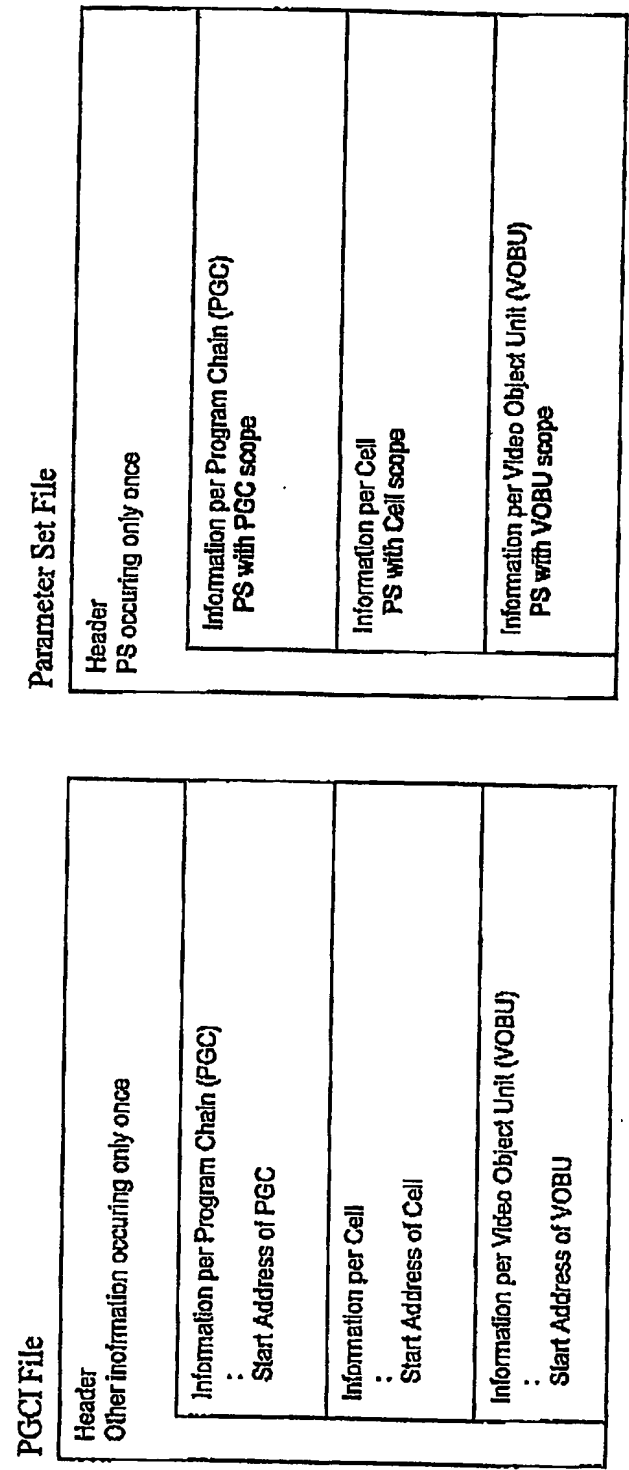 PGCI File
Header
Other inofrmation occuring only once
Information per Program Chain (PGC)
:
Start Address of PGC
Information per Cell
:
Start Address of Cell
Information per Video Object Unit (VOBU)
:
Start Address of VOBU
Parameter Set File
Header
PS occuring only once
Information per Program Chain (PGC)
PS with PGC scope
Information per Cell
PS with Cell scope
Information per Video Object Unit (VOBU)
PS with VOBU scope